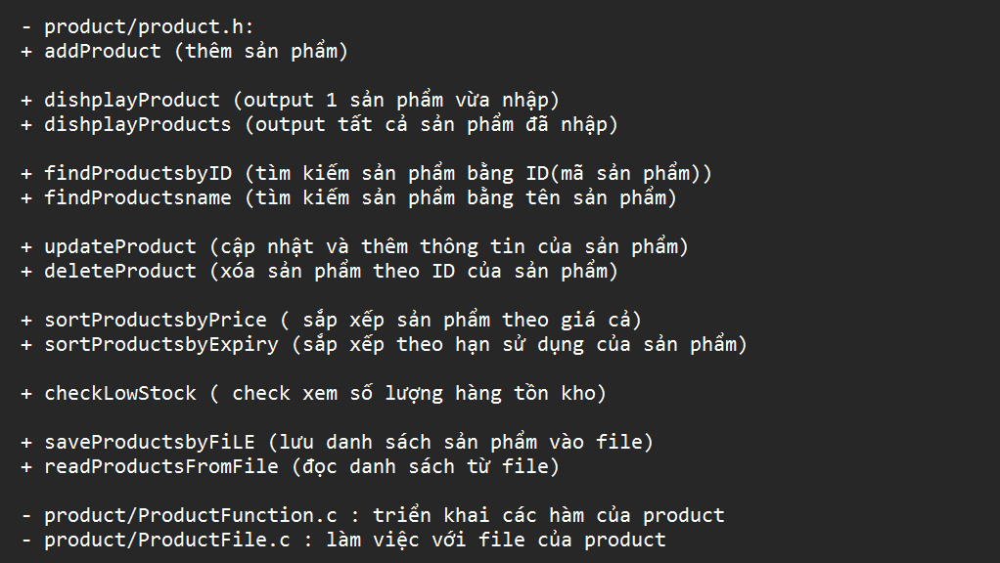 - product/product.h:
+ addProduct (thêm sản phẩm)
+ dishplayProduct (output 1 sản phẩm vừa nhập)
+ dishplayProducts (output tất cả sản phẩm đã nhập)
+ findProductsbyID (tìm kiếm sản phẩm bằng ID(mã sản phẩm))
+ findProductsname (tìm kiếm sản phẩm bằng tên sản phẩm)
+ updateProduct (cập nhật và thêm thông tin của sản phẩm)
+ deleteProduct (xóa sản phẩm theo ID của sản phẩm)
+ sortProductsbyPrice ( sắp xếp sản phẩm theo giá cả)
+ sortProductsbyExpiry (sắp xếp theo hạn sử dụng của sản phẩm)
+ checkLowStock ( check xem số lượng hàng tồn kho)
+ saveProductsbyFiLE (lưu danh sách sản phẩm vào file)
+ readProductsFromFile (đọc danh sách từ file)
- product/ProductFunction.c : triển khai các hàm của product
- product/ProductFile.c : làm việc với file của product